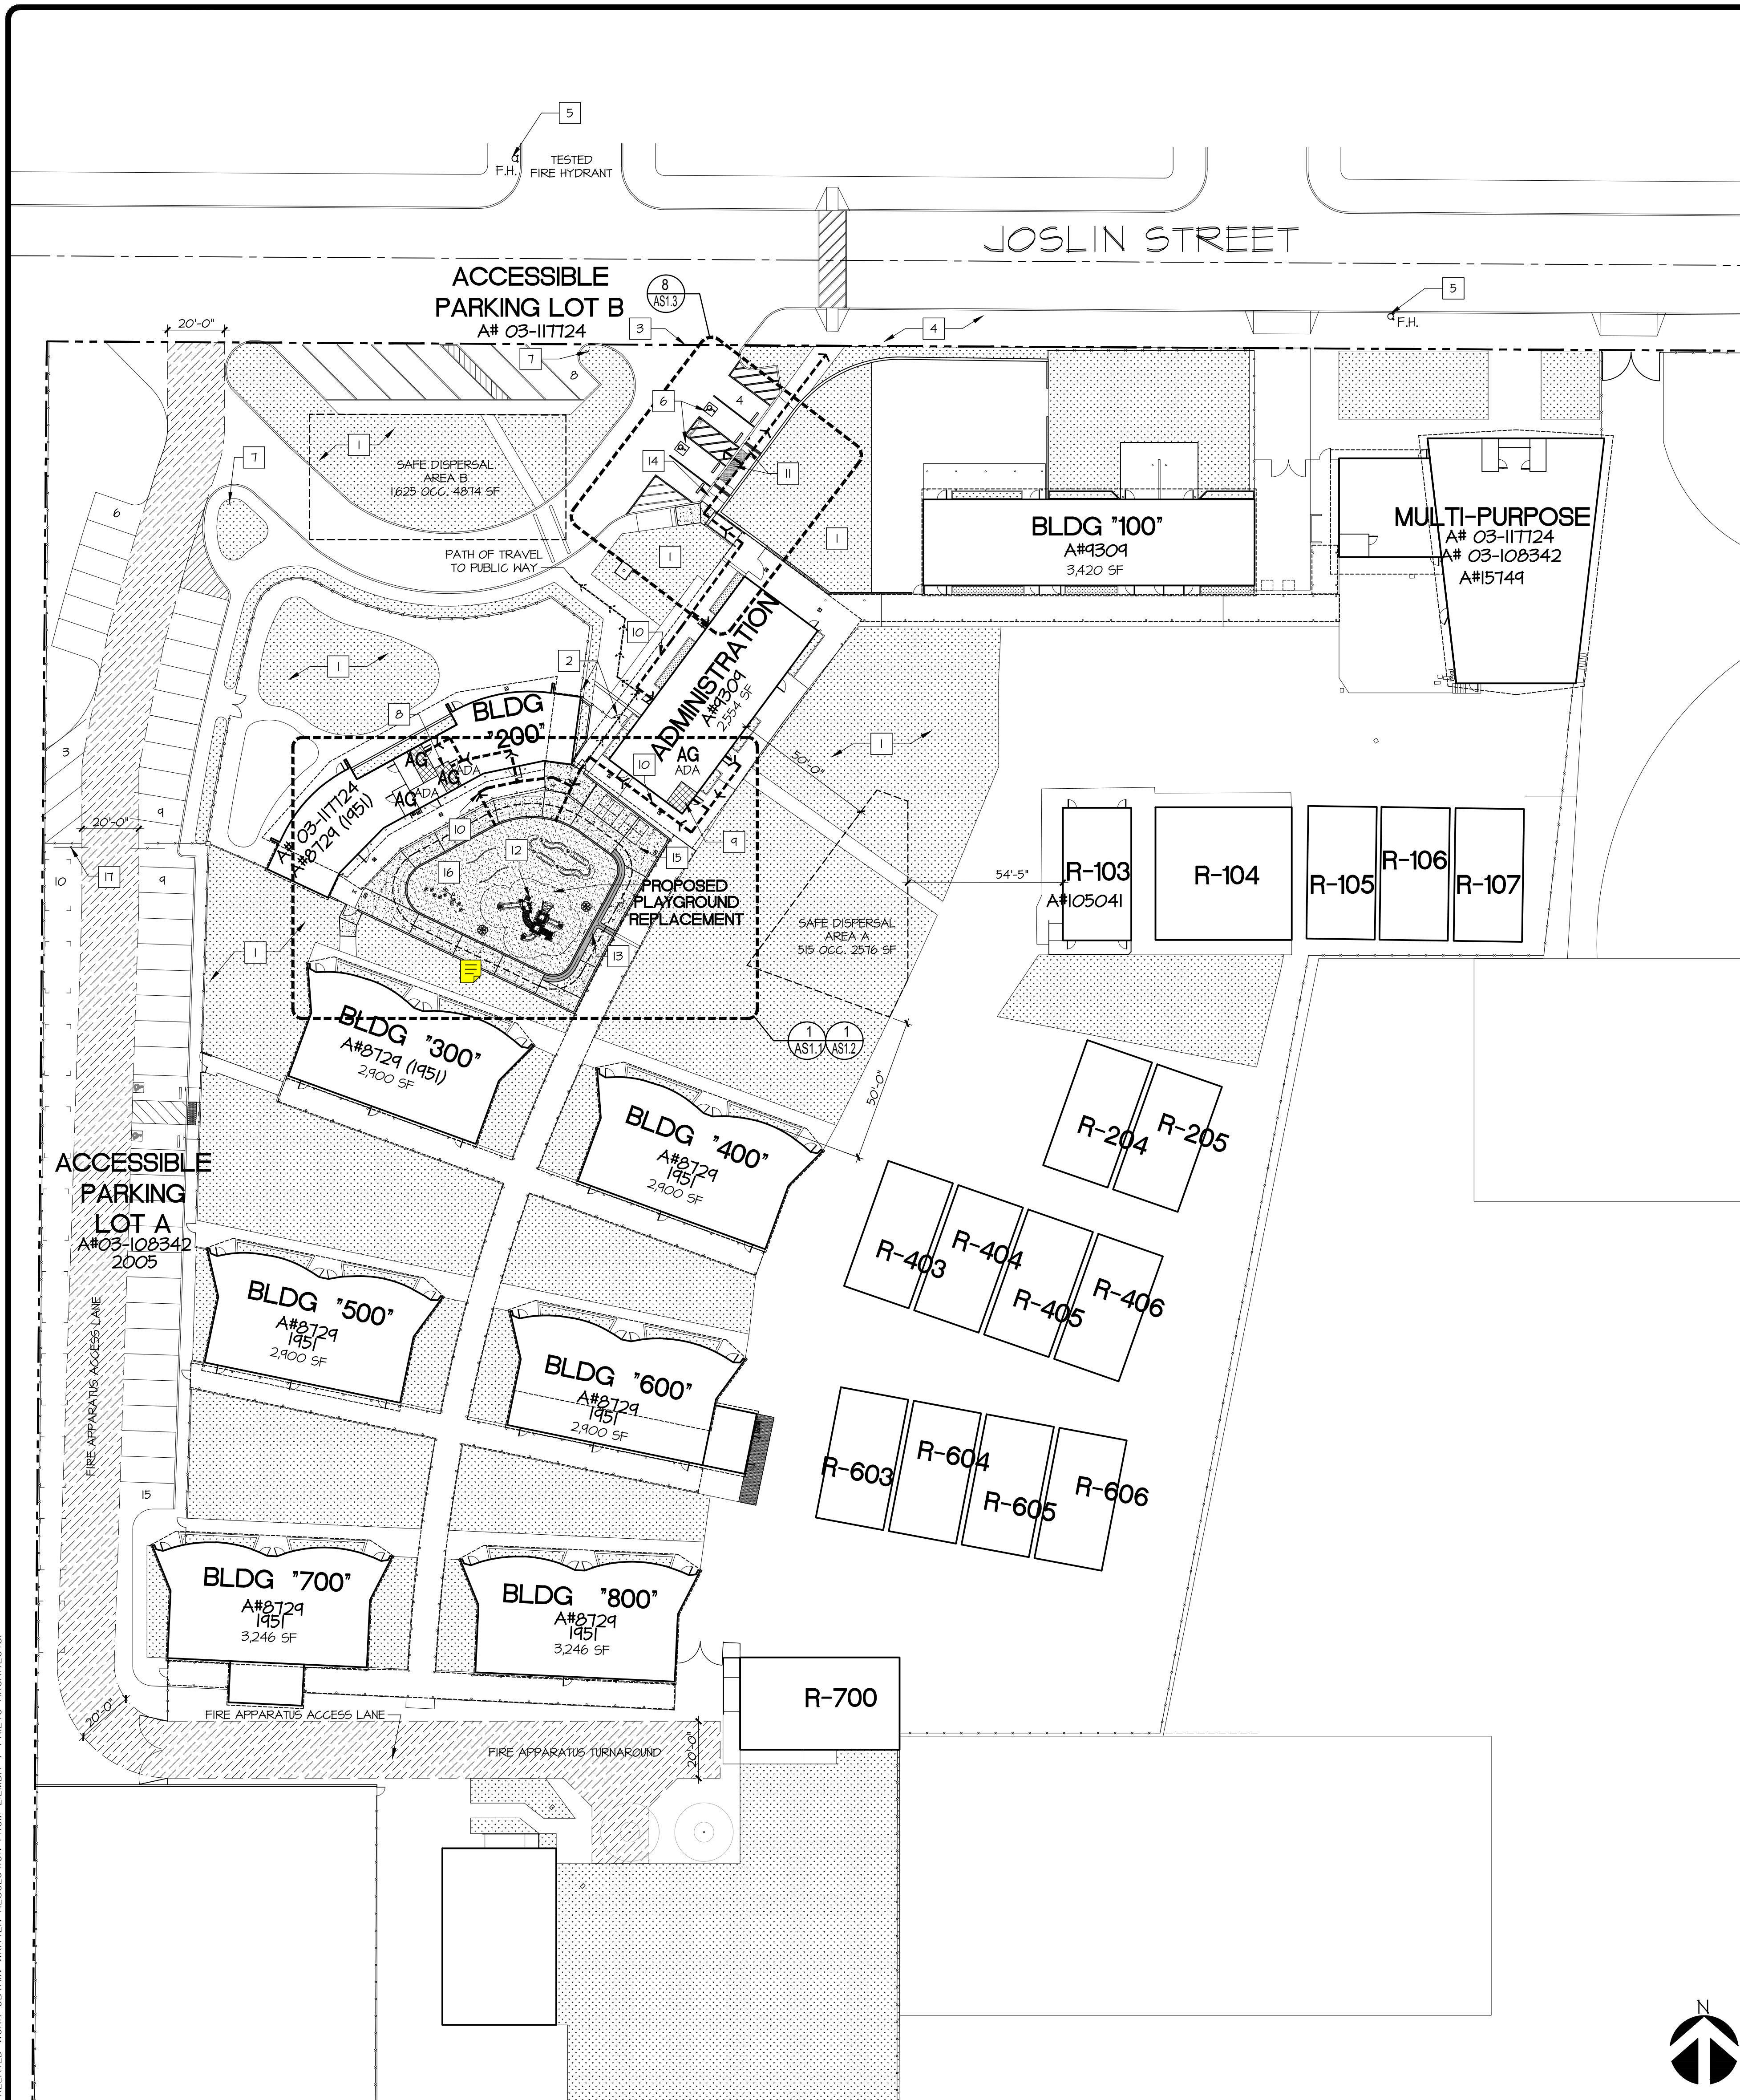 5
F.H.
TESTED
FIRE HYDRANT
JOSLIN STREET
ACCESSIBLE
PARKING LOT B
A# 03-117724
8
AS1.3
5
F.H.
20'-0"
3
4
7
8
6
4
1
7
SAFE DISPERSAL
AREA B
1,625 OCC. 4874 SF
14
11
6
1
1
BLDG "100"
A#9309
3,420 SF
MULTI-PURPOSE
A# 03-117724
A# 03-108342
A#15749
PATH OF TRAVEL
TO PUBLIC WAY
10
2
1
ADMINISTRATION
A#9309
2,554 SF
8
BLDG
"200"
3
AG
ADA
AG
ADA
AG
A# 03-117724
A#8729 (1951)
AG
ADA
10
50'-0"
1
9
20'-0"
10
12
15
9
17
10
9
16
PROPOSED
PLAYGROUND
REPLACEMENT
54'-5"
R-103
A#105041
R-104
R-105
R-106
R-107
SAFE DISPERSAL
AREA A
515 OCC. 2576 SF
1
13
1
AS1.1
1
AS1.2
BLDG "300"
A#8729 (1951)
2,900 SF
50'-0"
BLDG "400"
A#8729
1951
2,900 SF
R-204
R-205
ACCESSIBLE
PARKING
LOT A
A#03-108342
2005
R-403
R-404
R-405
R-406
BLDG "500"
A#8729
1951
2,900 SF
BLDG "600"
A#8729
1951
2,900 SF
FIRE APPARATUS ACCESS LANE
R-603
R-604
R-605
R-606
15
BLDG "700"
A#8729
1951
3,246 SF
BLDG "800"
A#8729
1951
3,246 SF
R-700
20'-0"
FIRE APPARATUS ACCESS LANE
FIRE APPARATUS TURNAROUND
20'-0"
N